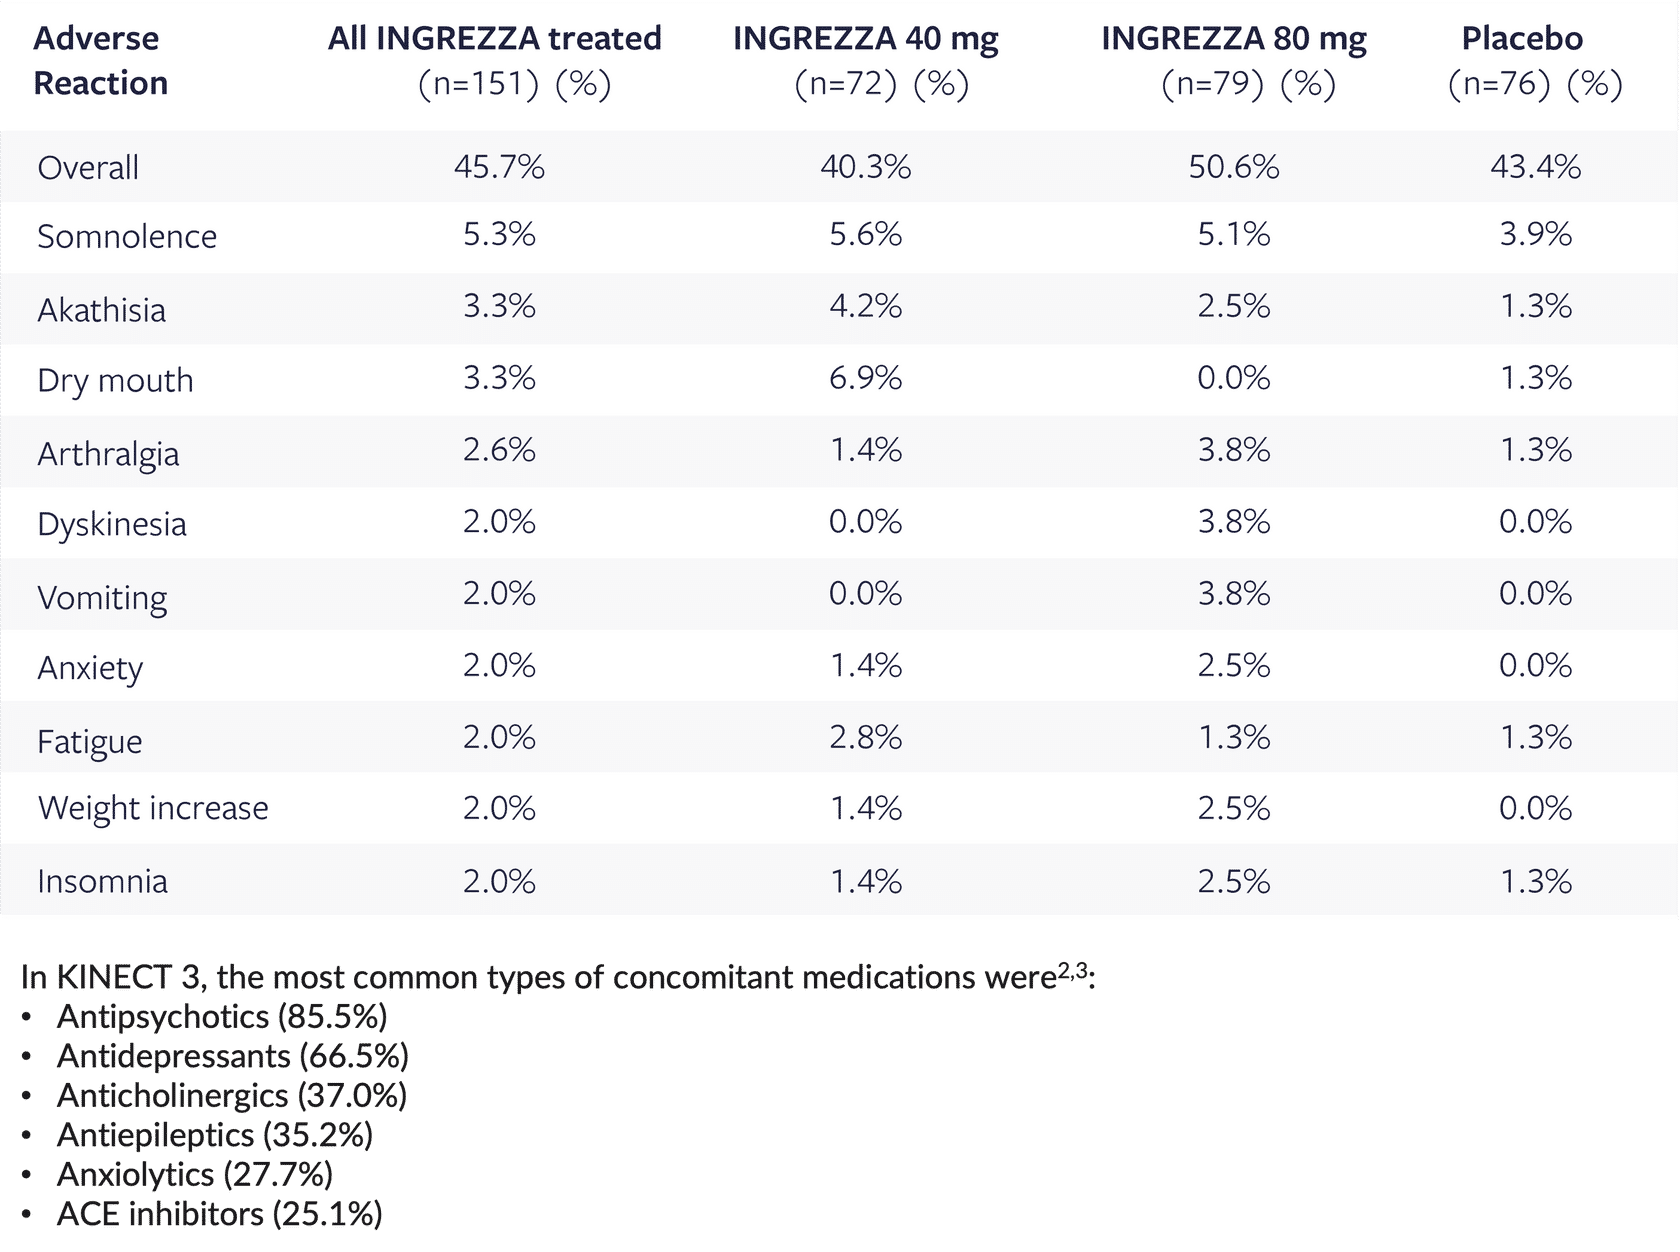 Adverse Reaction All INGREZZA treated (n=151) (%) INGREZZA 40 mg (n=72) (%) INGREZZA 80 mg (n=79) (%) Placebo (n=76) (%)
Overall 45.7% 40.3% 50.6% 43.4%
Somnolence 5.3% 5.6% 5.1% 3.9%
Akathisia 3.3% 4.2% 2.5% 1.3%
Dry mouth 3.3% 6.9% 0.0% 1.3%
Arthralgia 2.6% 1.4% 3.8% 1.3%
Dyskinesia 2.0% 0.0% 3.8% 0.0%
Vomiting 2.0% 0.0% 3.8% 0.0%
Anxiety 2.0% 1.4% 2.5% 0.0%
Fatigue 2.0% 2.8% 1.3% 1.3%
Weight increase 2.0% 1.4% 2.5% 0.0%
Insomnia 2.0% 1.4% 2.5% 1.3%
In KINECT 3, the most common types of concomitant medications were²,³:
• Antipsychotics (85.5%)
• Antidepressants (66.5%)
• Anticholinergics (37.0%)
• Antiepileptics (35.2%)
• Anxiolytics (27.7%)
• ACE inhibitors (25.1%)